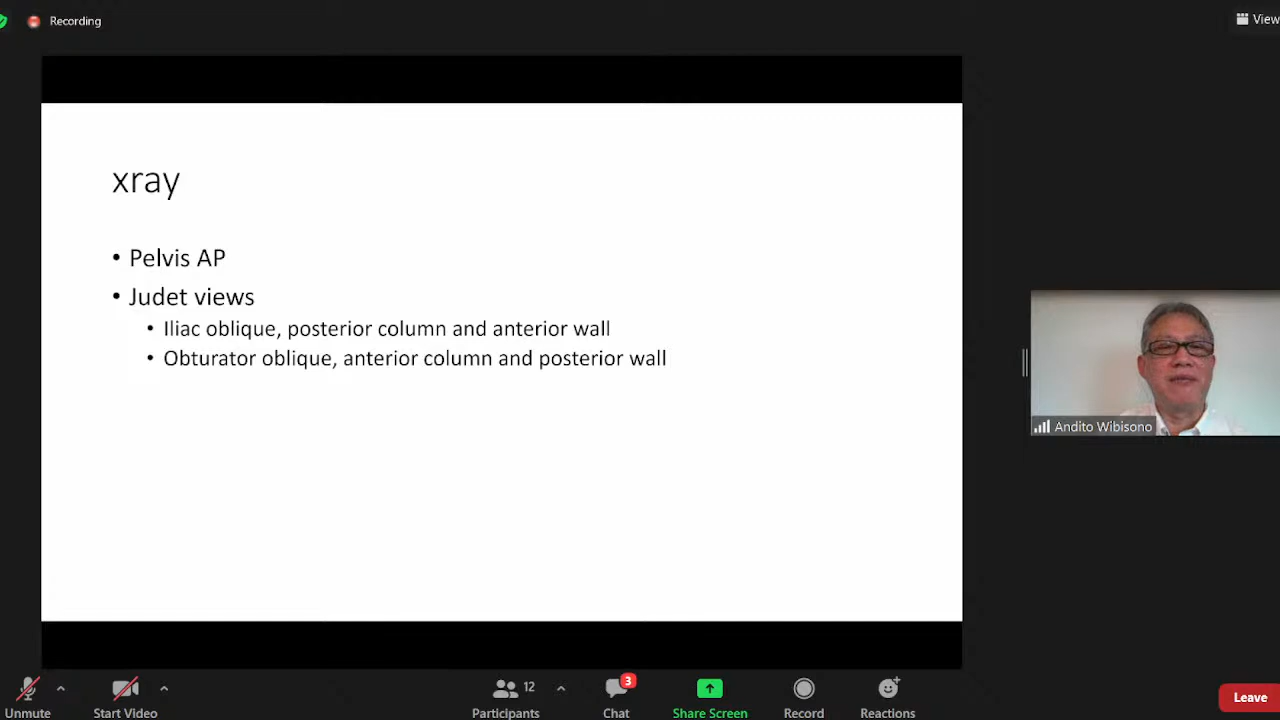 Recording
View
xray
• Pelvis AP
• Judet views
• Iliac oblique, posterior column and anterior wall
• Obturator oblique, anterior column and posterior wall
Andito Wibisono
Unmute
Start Video
12
Participants
3
Chat
Share Screen
Record
Reactions
Leave